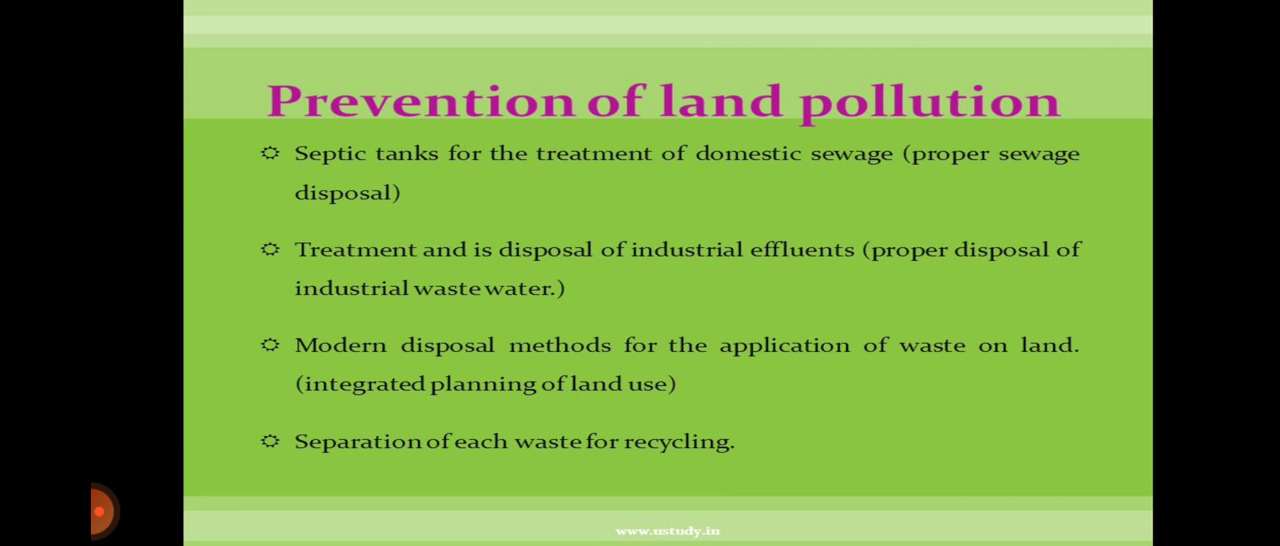 Prevention of land pollution
Septic tanks for the treatment of domestic sewage (proper sewage
disposal)
Treatment and is disposal of industrial effluents (proper disposal of
industrial waste water.)
Modern disposal methods for the application of waste on land.
(integrated planning of land use)
Separation of each waste for recycling.
www.ustudy.in